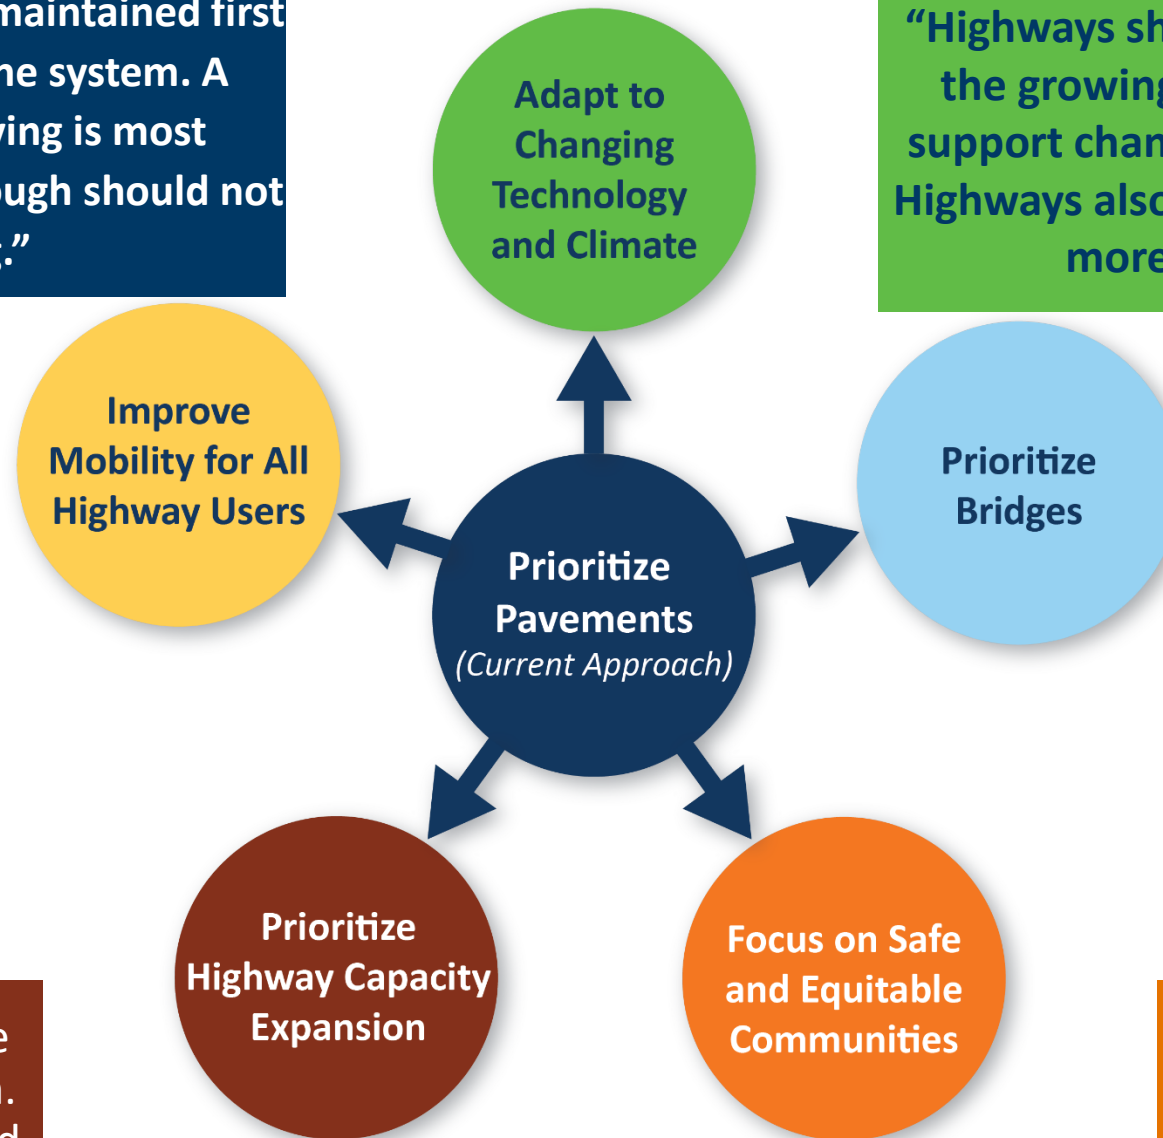 maintained first
he system. A
ving is most
ough should not
g.”
Adapt to
Changing
Technology
and Climate
“Highways sh
the growing
support chan
Highways also
more
Improve
Mobility for All
Highway Users
Prioritize
Bridges
Prioritize
Pavements
(Current Approach)
Prioritize
Highway Capacity
Expansion
Focus on Safe
and Equitable
Communities
e
.
d